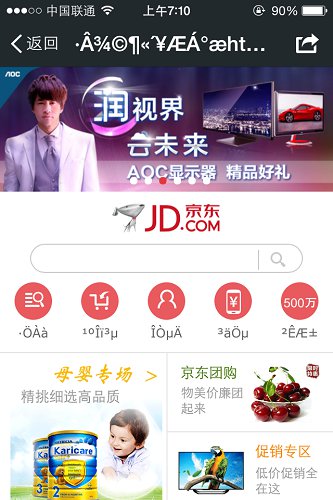 中国联通 上午7:10 90%
返回 ·Â¾©¶«´¥ÆÁ°æht…
AOC
润视界
云未来
AOC显示器 精品好礼
JD.京东
.COM
500万
·ÖÀà ¹ºÎï³µ ÎÒµÄ ³äÖµ ²ÊÆ±
母婴专场 >
精挑细选高品质
Karicare
Karicare
京东团购
物美价廉团
起来
促销专区
低价促销全
在这